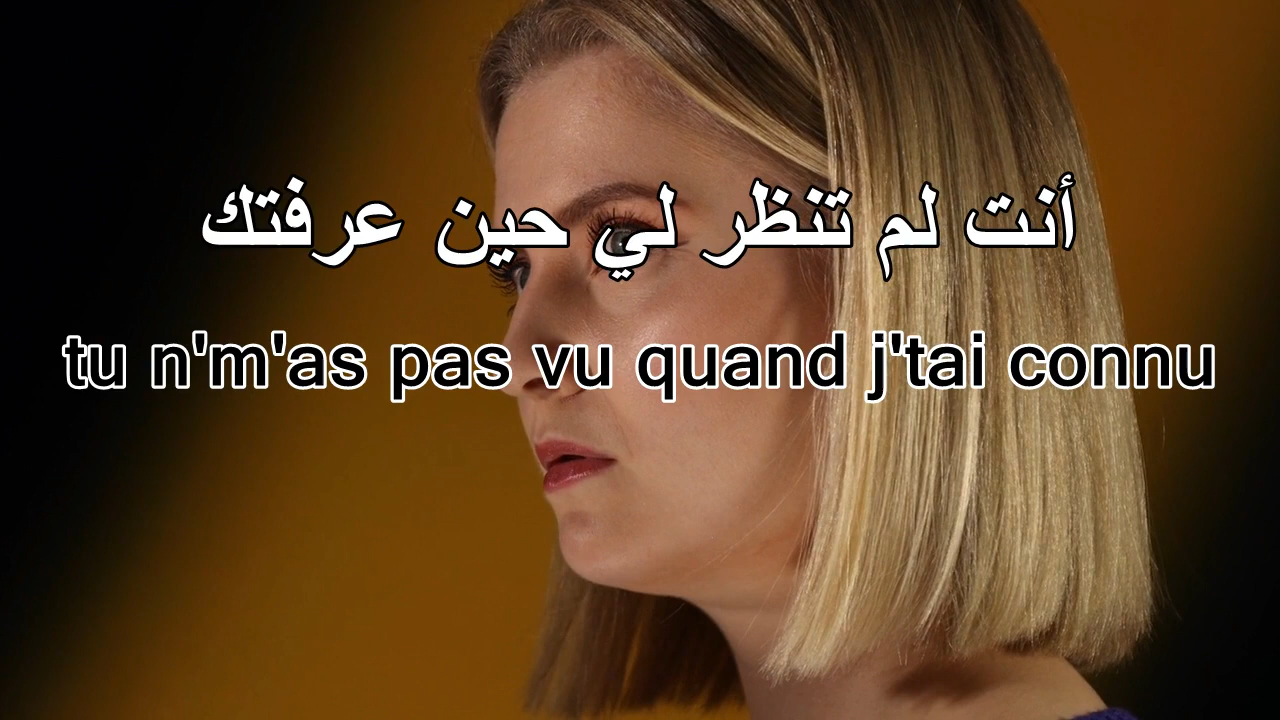 أنت لم تنظر لي حين عرفتك
tu n'm'as pas vu quand j'tai connu